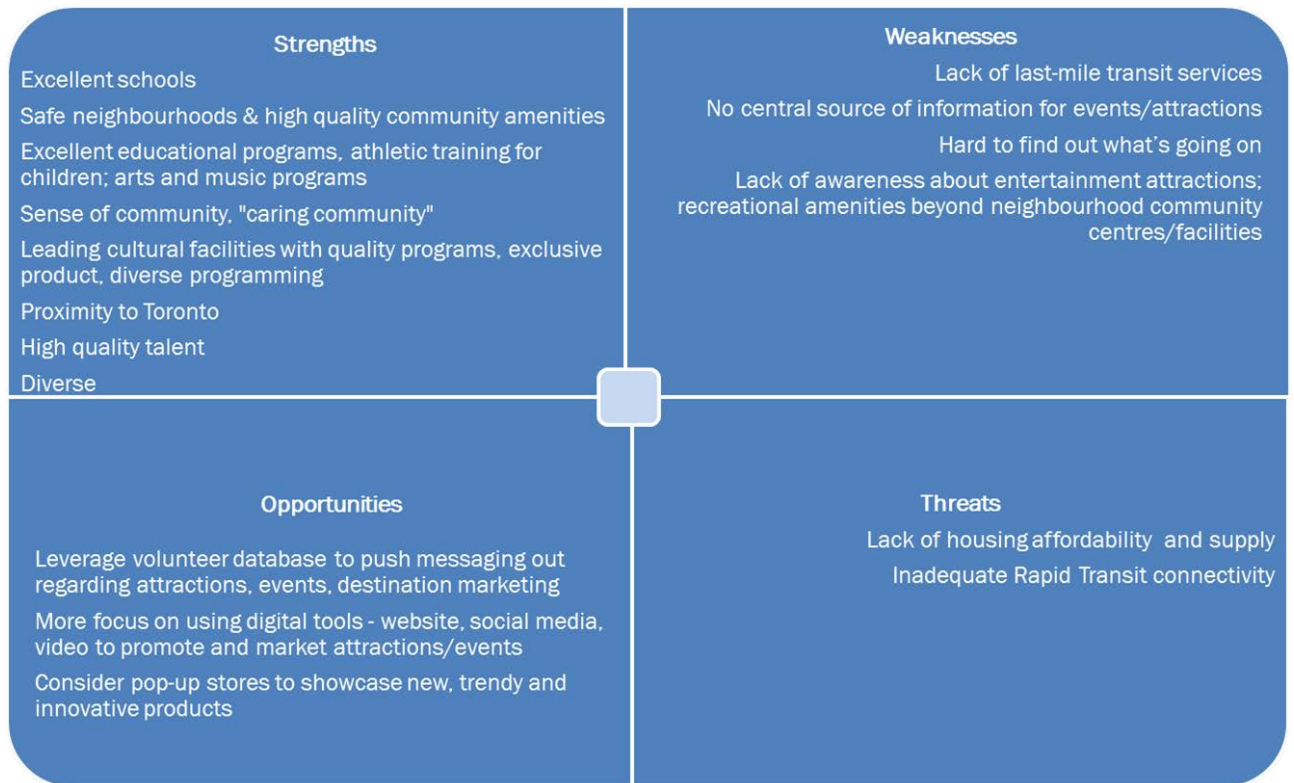 Strengths
Excellent schools
Safe neighbourhoods & high quality community amenities
Excellent educational programs, athletic training for
children; arts and music programs
Sense of community, "caring community"
Leading cultural facilities with quality programs, exclusive
product, diverse programming
Proximity to Toronto
High quality talent
Diverse
Weaknesses
Lack of last-mile transit services
No central source of information for events/attractions
Hard to find out what’s going on
Lack of awareness about entertainment attractions;
recreational amenities beyond neighbourhood community
centres/facilities
Opportunities
Leverage volunteer database to push messaging out
regarding attractions, events, destination marketing
More focus on using digital tools - website, social media,
video to promote and market attractions/events
Consider pop-up stores to showcase new, trendy and
innovative products
Threats
Lack of housing affordability and supply
Inadequate Rapid Transit connectivity